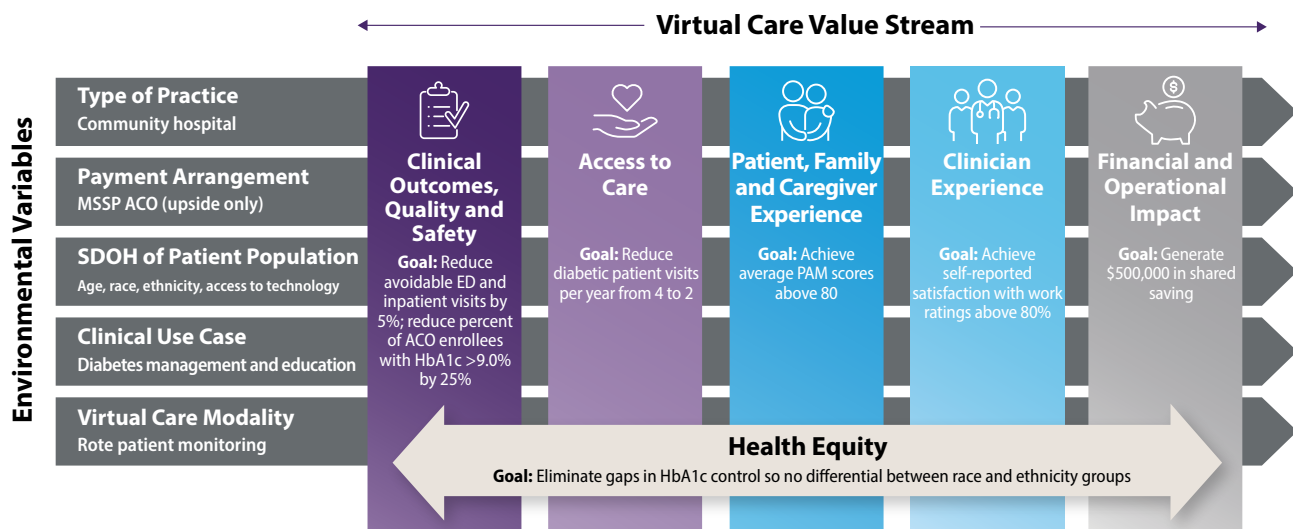 Virtual Care Value Stream
Environmental Variables
Type of Practice
Community hospital
Payment Arrangement
MSSP ACO (upside only)
SDOH of Patient Population
Age, race, ethnicity, access to technology
Clinical Use Case
Diabetes management and education
Virtual Care Modality
Rote patient monitoring
Clinical
Outcomes,
Quality and
Safety
Goal: Reduce
avoidable ED and
inpatient visits by
5%; reduce percent
of ACO enrollees
with HbA1c >9.0%
by 25%
Access to
Care
Goal: Reduce
diabetic patient visits
per year from 4 to 2
Patient, Family
and Caregiver
Experience
Goal: Achieve
average PAM scores
above 80
Clinician
Experience
Goal: Achieve
self-reported
satisfaction with work
ratings above 80%
$
Financial and
Operational
Impact
Goal: Generate
$500,000 in shared
saving
Health Equity
Goal: Eliminate gaps in HbA1c control so no differential between race and ethnicity groups